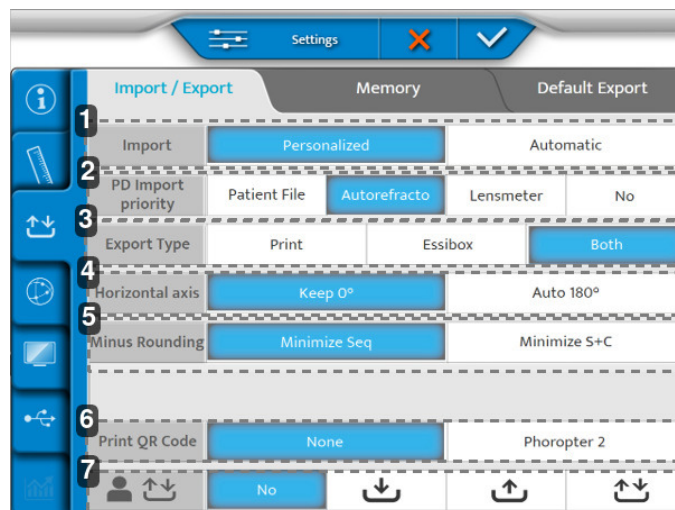 Settings
Import / Export Memory Default Export
1
Import Personalized Automatic
2
PD Import priority Patient File Autorefracto Lensmeter No
3
Export Type Print Essibox Both
4
Horizontal axis Keep 0° Auto 180°
5
Minus Rounding Minimize Seq Minimize S+C
6
Print QR Code None Phoropter 2
7
No